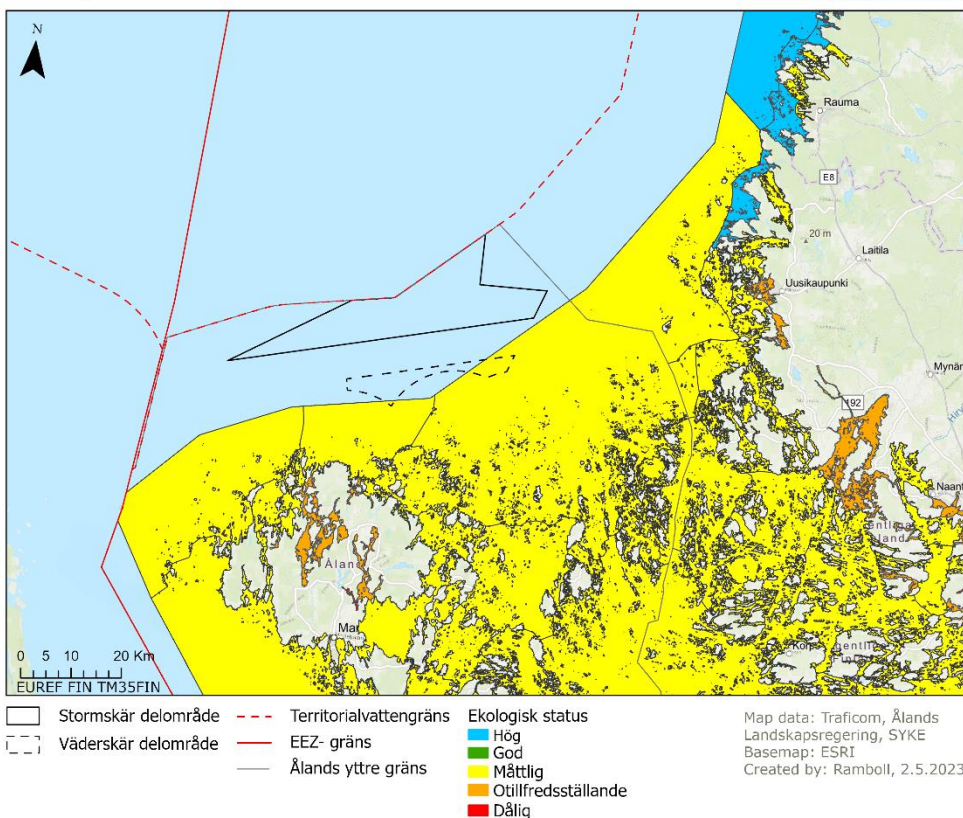 N
Rauma
E8
20 m
Laitila
Uusikaupunki
Mynär
192
Naant
Åland
Mar
Korpo
0 5 10 20 Km
EUREF FIN TM35FIN
Stormskär delområde
Väderskär delområde
Territorialvattengräns
EEZ- gräns
Ålands yttre gräns
Ekologisk status
Hög
God
Måttlig
Otillfredsställande
Dålig
Map data: Traficom, Ålands
Landskapsregering, SYKE
Basemap: ESRI
Created by: Ramboll, 2.5.2023